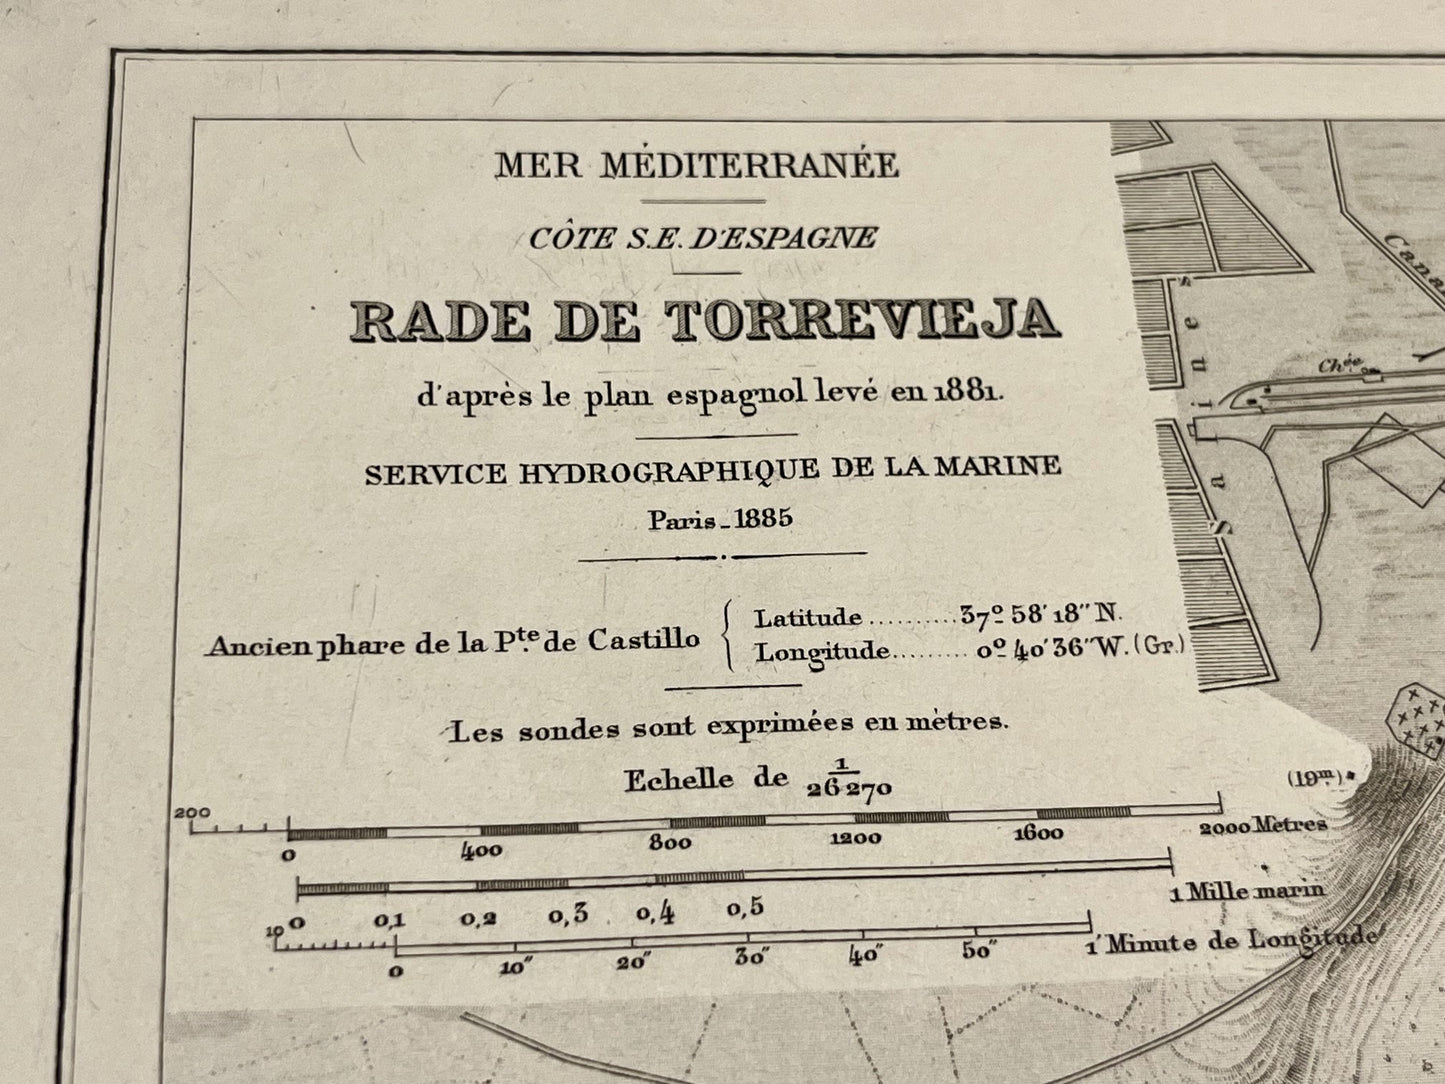 MER MÉDITERRANÉE
CÔTE S.E. D'ESPAGNE
RADE DE TORREVIEJA
d'après le plan espagnol levé en 1881.
SERVICE HYDROGRAPHIQUE DE LA MARINE
Paris_1885
Ancien phare de la Pte. de Castillo
Latitude ..........37º 58' 18" N.
Longitude......... 0º 40' 36" W. (Gr.)
Les sondes sont exprimées en mètres.
Echelle de 1/26270
200 0 400 800 1200 1600 2000 Mètres
0 0,1 0,2 0,3 0,4 0,5 1 Mille marin
10 0 10" 20" 30" 40" 50" 1' Minute de Longitude
Salines
Chée.
(19m.)